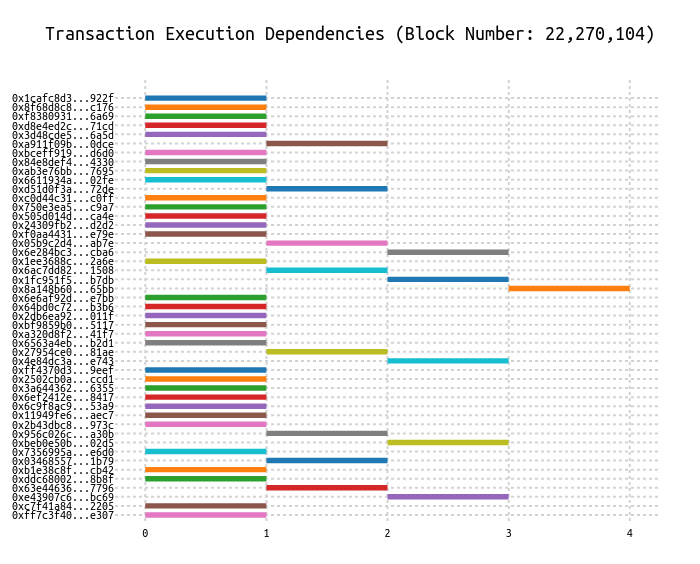 Transaction Execution Dependencies (Block Number: 22,270,104)
0x1cafc8d3...922f
0x8f68d8c8...c176
0xf8380931...6a69
0xd8e4ed2c...71cd
0x3d48cde5...6a5d
0xa911f09b...0dce
0xbceff919...d6d0
0x84e8def4...4330
0xab3e76bb...7695
0x6611934a...02fe
0xd51d0f3a...72de
0xc0d44c31...c0ff
0x750e3ea5...c9a7
0x505d014d...ca4e
0x24309fb2...d2d2
0xf0aa4431...e79e
0x05b9c2d4...ab7e
0x6e284bc3...cba6
0x1ee3688c...2a6e
0x6ac7dd82...1508
0x1fc951f5...b7db
0x8a148b60...65bb
0x6e6af92d...e7bb
0x64bd0c72...b3b6
0x2db6ea92...011f
0xbf9859b0...5117
0xa320d8f2...41f7
0x6563a4eb...b2d1
0x27954ce0...81ae
0x4e84dc3a...e743
0xff4370d3...9eef
0x2502cb0a...ccd1
0x3a644362...6355
0x6ef2412e...8417
0x6c9f8ac9...53a9
0x11949fe6...aec7
0x2b43dbc8...973c
0x956c026c...a30b
0xbeb0e50b...02d5
0x7356995a...e6d0
0x03468557...1b79
0xb1e38c8f...cb42
0xddc68002...8b8f
0x63e44636...7796
0xe43907c6...bc69
0xc7f41a84...2205
0xff7c3f40...e307
0 1 2 3 4